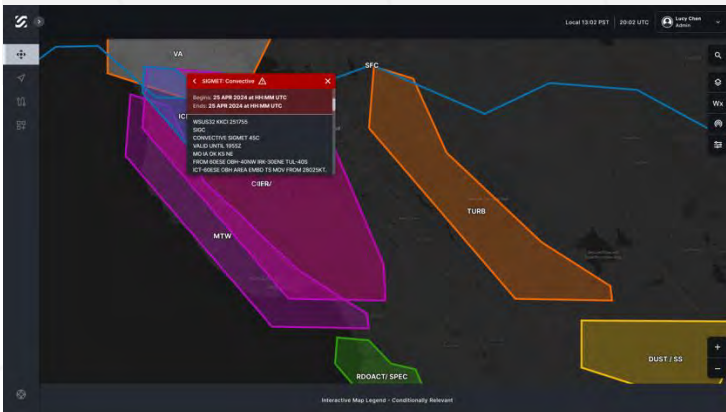 Local 13:02 PST 20:02 UTC Lucy Chen
Admin
VA
SFC
SIGMET: Convective
Begins: 25 APR 2024 at HH:MM UTC
Ends: 25 APR 2024 at HH:MM UTC
WSUS32 KKCI 251755
SIGC
CONVECTIVE SIGMET 45C
VALID UNTIL 1955Z
MO IA OK KS NE
FROM 60ESE OBH-40NW IRK-30ENE TUL-40S
ICT-60ESE OBH AREA EMBD TS MOV FROM 26025KT.
Wx
TURB
MTW
DUST / SS
RDOACT/ SPEC
Interactive Map Legend - Conditionally Relevant